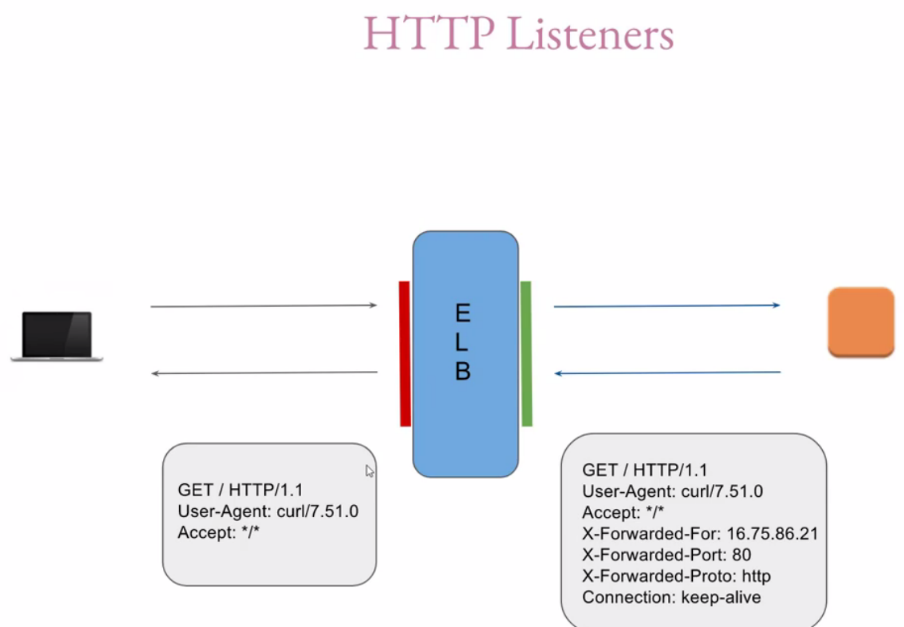 HTTP Listeners
E
L
B
GET / HTTP/1.1
User-Agent: curl/7.51.0
Accept: */*
GET / HTTP/1.1
User-Agent: curl/7.51.0
Accept: */*
X-Forwarded-For: 16.75.86.21
X-Forwarded-Port: 80
X-Forwarded-Proto: http
Connection: keep-alive